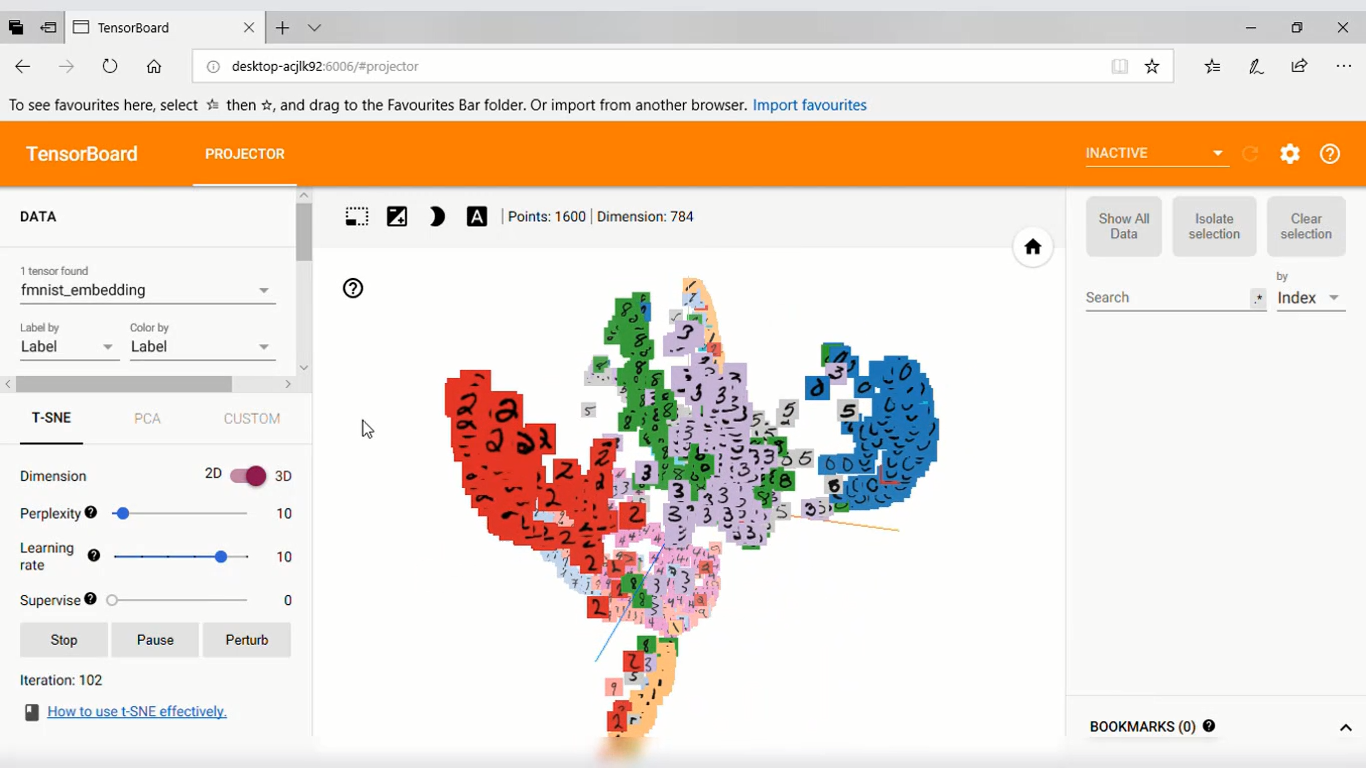 TensorBoard
desktop-acjlk92:6006/#projector
To see favourites here, select then, and drag to the Favourites Bar folder. Or import from another browser. Import favourites
TensorBoard PROJECTOR INACTIVE
DATA
Points: 1600 Dimension: 784
Show All Data
Isolate selection
Clear selection
1 tensor found
fmnist_embedding
by
Search .* Index
Label by Color by
Label Label
T-SNE PCA CUSTOM
Dimension 2D 3D
Perplexity 10
Learning rate 10
Supervise 0
Stop Pause Perturb
Iteration: 102
How to use t-SNE effectively.
BOOKMARKS (0)